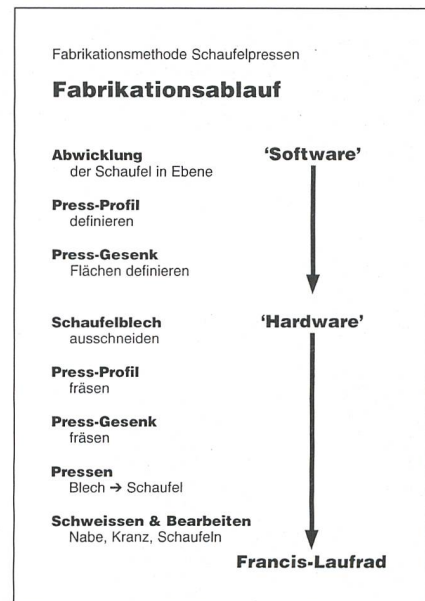 Fabrikationsmethode Schaufelpressen
Fabrikationsablauf
Abwicklung
der Schaufel in Ebene
'Software'
Press-Profil
definieren
Press-Gesenk
Flächen definieren
Schaufelblech
ausschneiden
'Hardware'
Press-Profil
fräsen
Press-Gesenk
fräsen
Pressen
Blech → Schaufel
Schweissen & Bearbeiten
Nabe, Kranz, Schaufeln
Francis-Laufrad